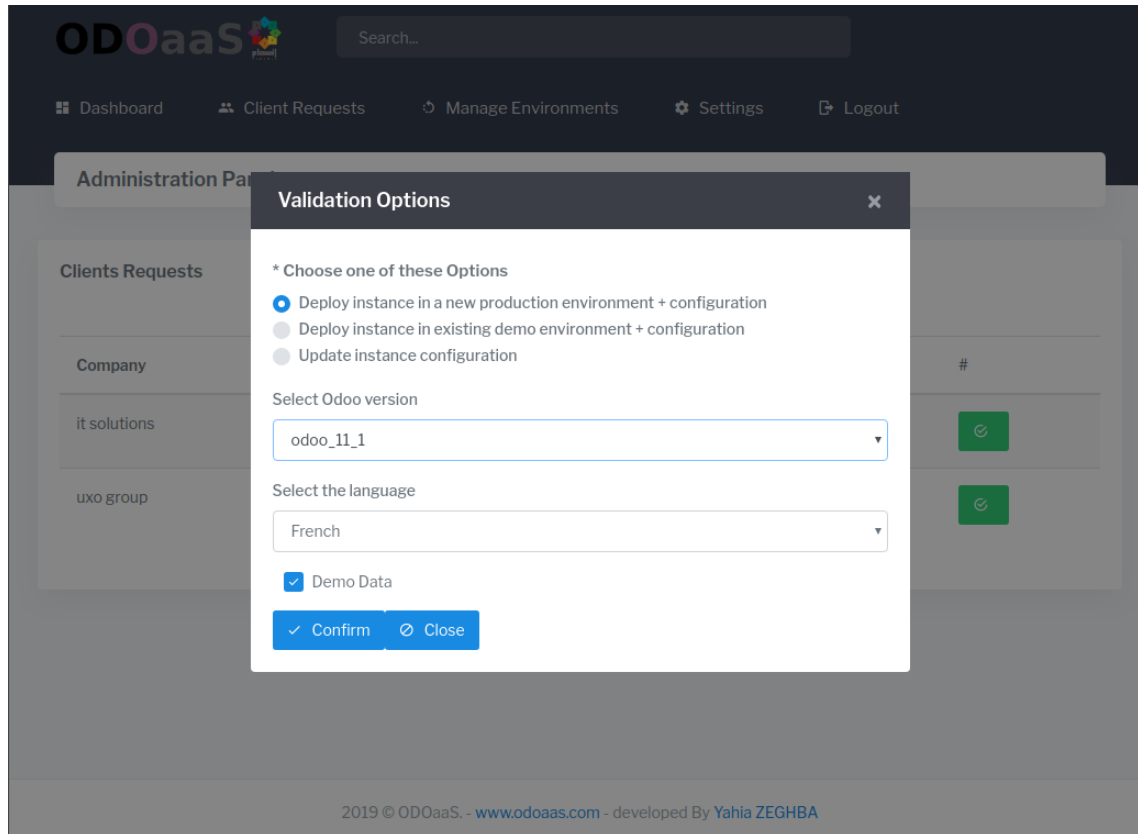 ODOaaS
Search...
Dashboard Client Requests Manage Environments Settings Logout
Administration
Validation Options
Clients Requests
* Choose one of these Options
Deploy instance in a new production environment + configuration
Deploy instance in existing demo environment + configuration
Update instance configuration
Company #
Select Odoo version
it solutions
odoo_11_1
Select the language
uxo group
French
Demo Data
Confirm Close
2019 © ODOaaS. - www.odoaas.com - developed By Yahia ZEGHBA